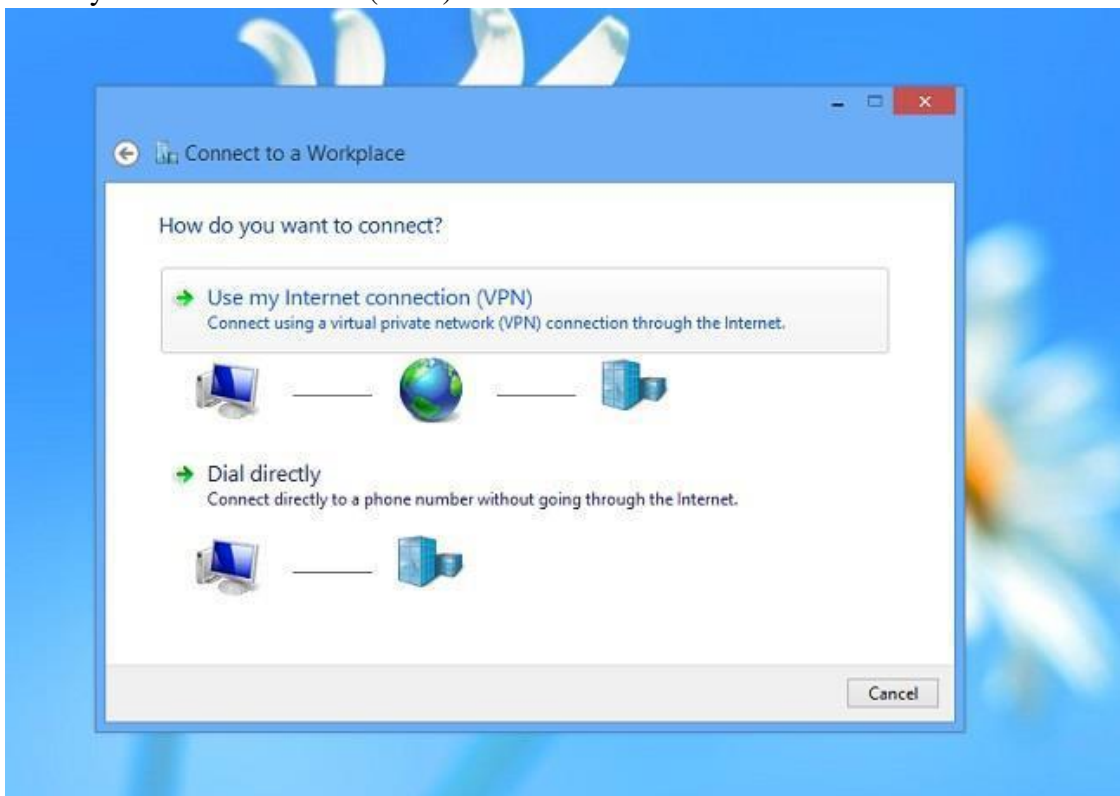 Connect to a Workplace
How do you want to connect?
Use my Internet connection (VPN)
Connect using a virtual private network (VPN) connection through the Internet.
Dial directly
Connect directly to a phone number without going through the Internet.
Cancel